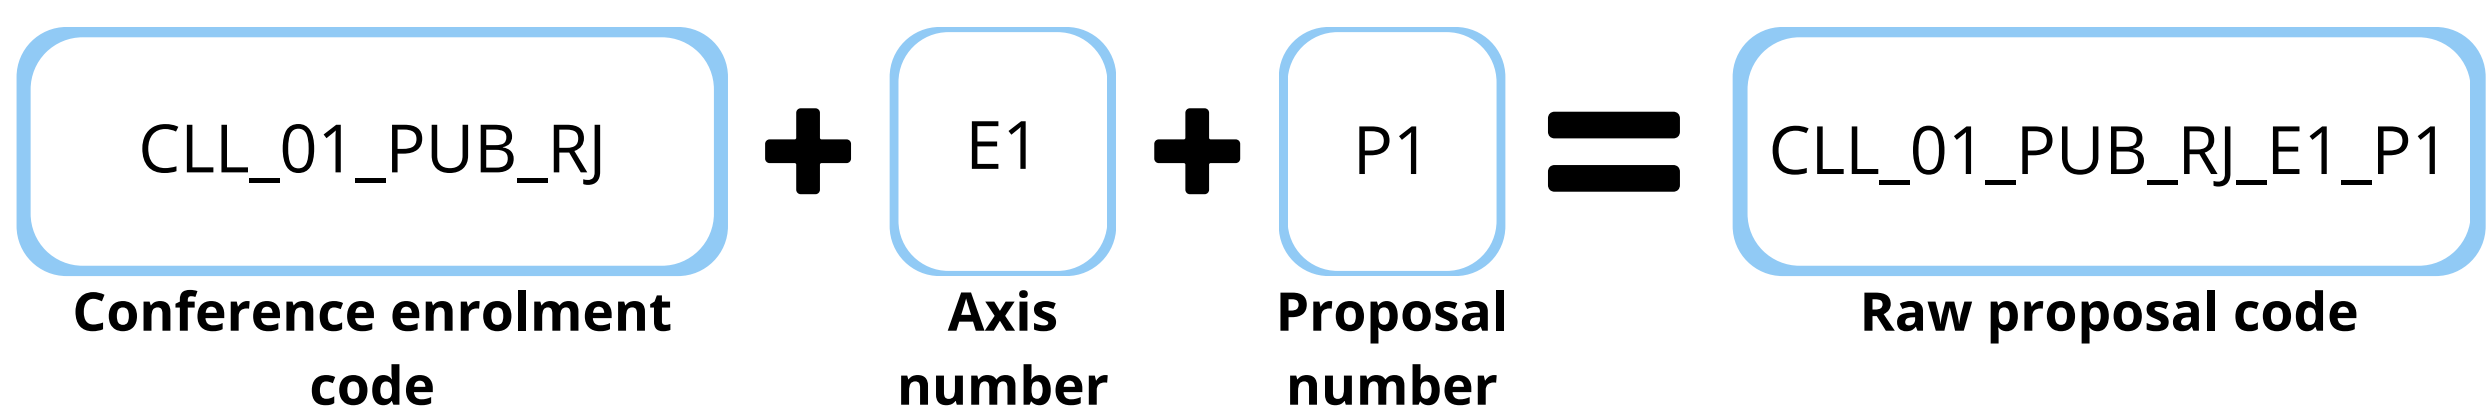 CLL_01_PUB_RJ
E1
P1
CLL_01_PUB_RJ_E1_P1
Conference enrolment
code
Axis
number
Proposal
number
Raw proposal code